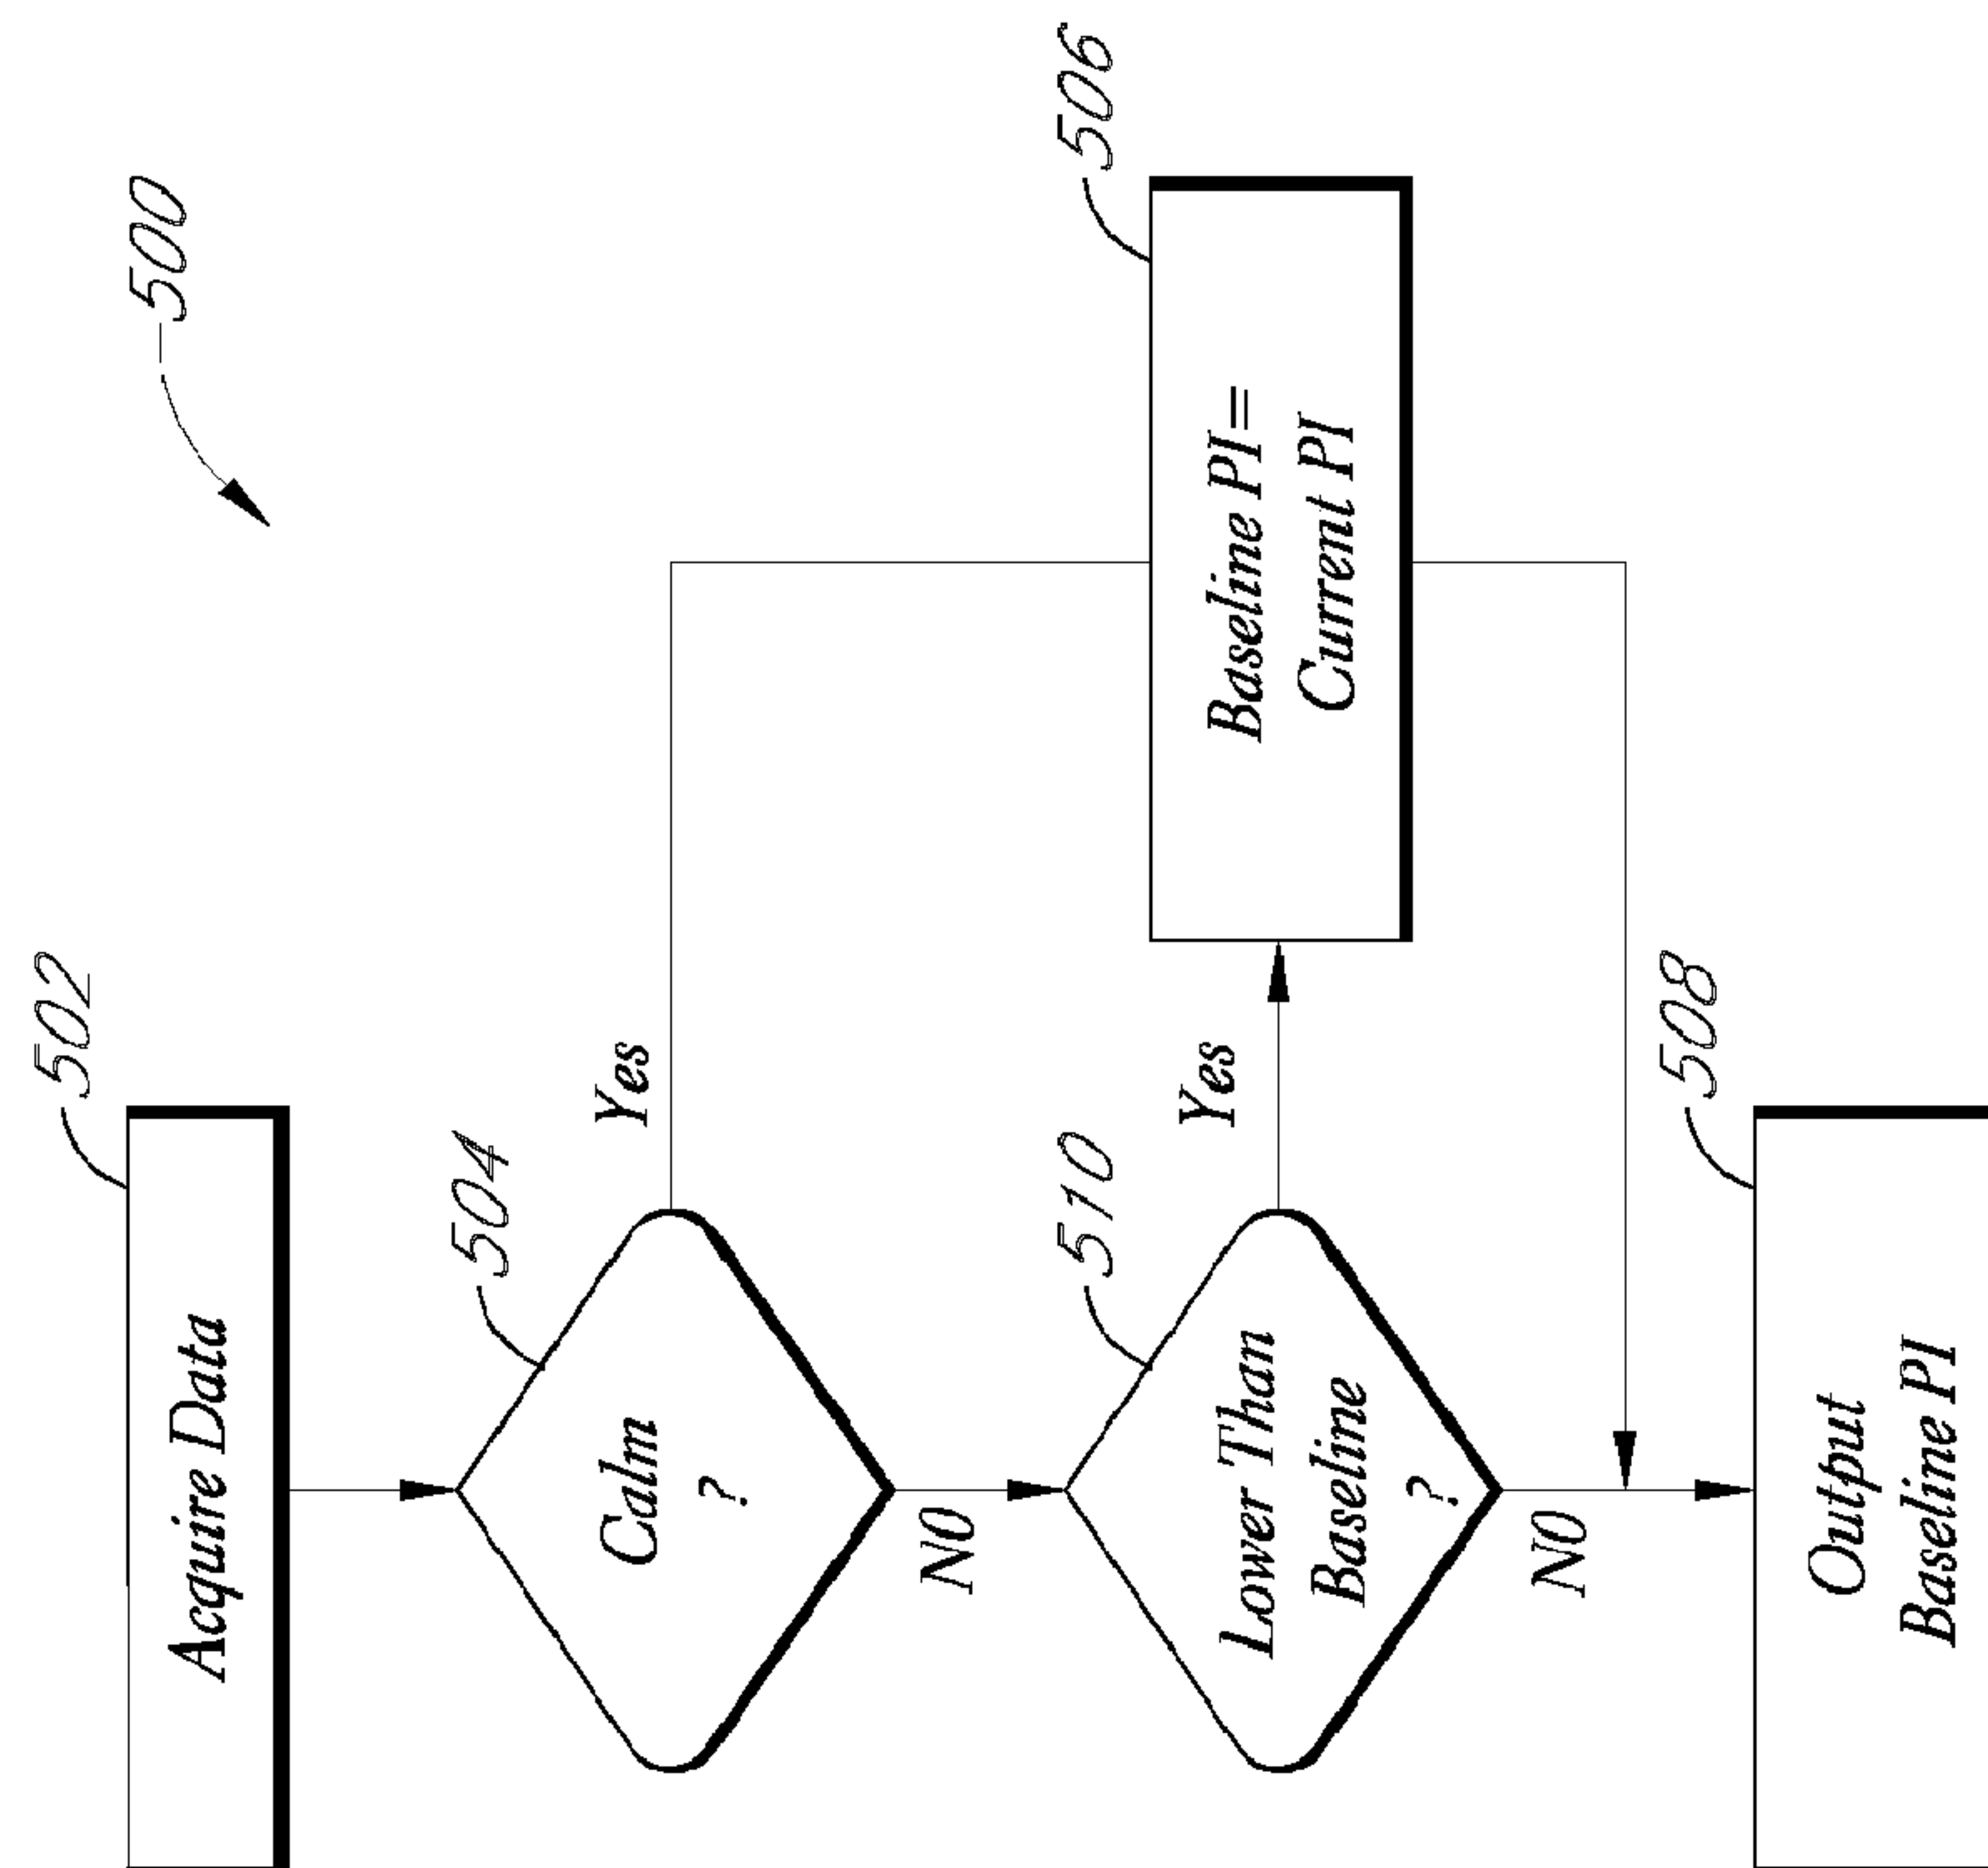 500
502
Acquire Data
504
Calm
?
Yes
NO
510
Lower Than
Baseline
?
Yes
NO
506
Baseline PI=
Current PI
508
Output
Baseline PI